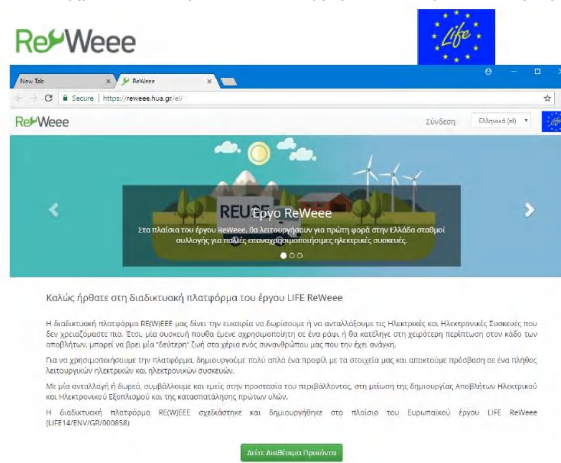 ReWeee
Life
New Tab
ReWeee
Secure | https://reweee.hua.gr/el/
ReWeee
Σύνδεση
Ελληνικά (el)
REUSE
Έργο ReWeee
Στα πλαίσια του έργου ReWeee, θα λειτουργήσουν για πρώτη φορά στην Ελλάδα σταθμοί
συλλογής για παλιές επαναχρησιμοποιήσιμες ηλεκτρικές συσκευές.
Καλώς ήρθατε στη διαδικτυακή πλατφόρμα του έργου LIFE ReWeee
Η διαδικτυακή πλατφόρμα RE(W)EEE μας δίνει την ευκαιρία να δωρίσουμε ή να ανταλλάξουμε τις Ηλεκτρικές και Ηλεκτρονικές Συσκευές που
δεν χρειαζόμαστε πια. Έτσι, μία συσκευή που θα έμενε αχρησιμοποίητη σε ένα ράφι ή θα κατέληγε στη χειρότερη περίπτωση στον κάδο των
αποβλήτων, μπορεί να βρει μία "δεύτερη" ζωή στα χέρια ενός συνανθρώπου μας που την έχει ανάγκη.
Για να χρησιμοποιήσουμε την πλατφόρμα, δημιουργούμε πολύ απλά ένα προφίλ με τα στοιχεία μας και αποκτούμε πρόσβαση σε ένα πλήθος
λειτουργικών ηλεκτρικών και ηλεκτρονικών συσκευών.
Με μία ανταλλαγή ή δωρεά, συμβάλλουμε και εμείς στην προστασία του περιβάλλοντος, στη μείωση της δημιουργίας Αποβλήτων Ηλεκτρικού
και Ηλεκτρονικού Εξοπλισμού και της κατασπατάλησης πρώτων υλών.
Η διαδικτυακή πλατφόρμα RE(W)EEE σχεδιάστηκε και δημιουργήθηκε στο πλαίσιο του Ευρωπαϊκού έργου LIFE ReWeee
(LIFE14/ENV/GR/000858)
Δείτε Διαθέσιμα Προϊόντα